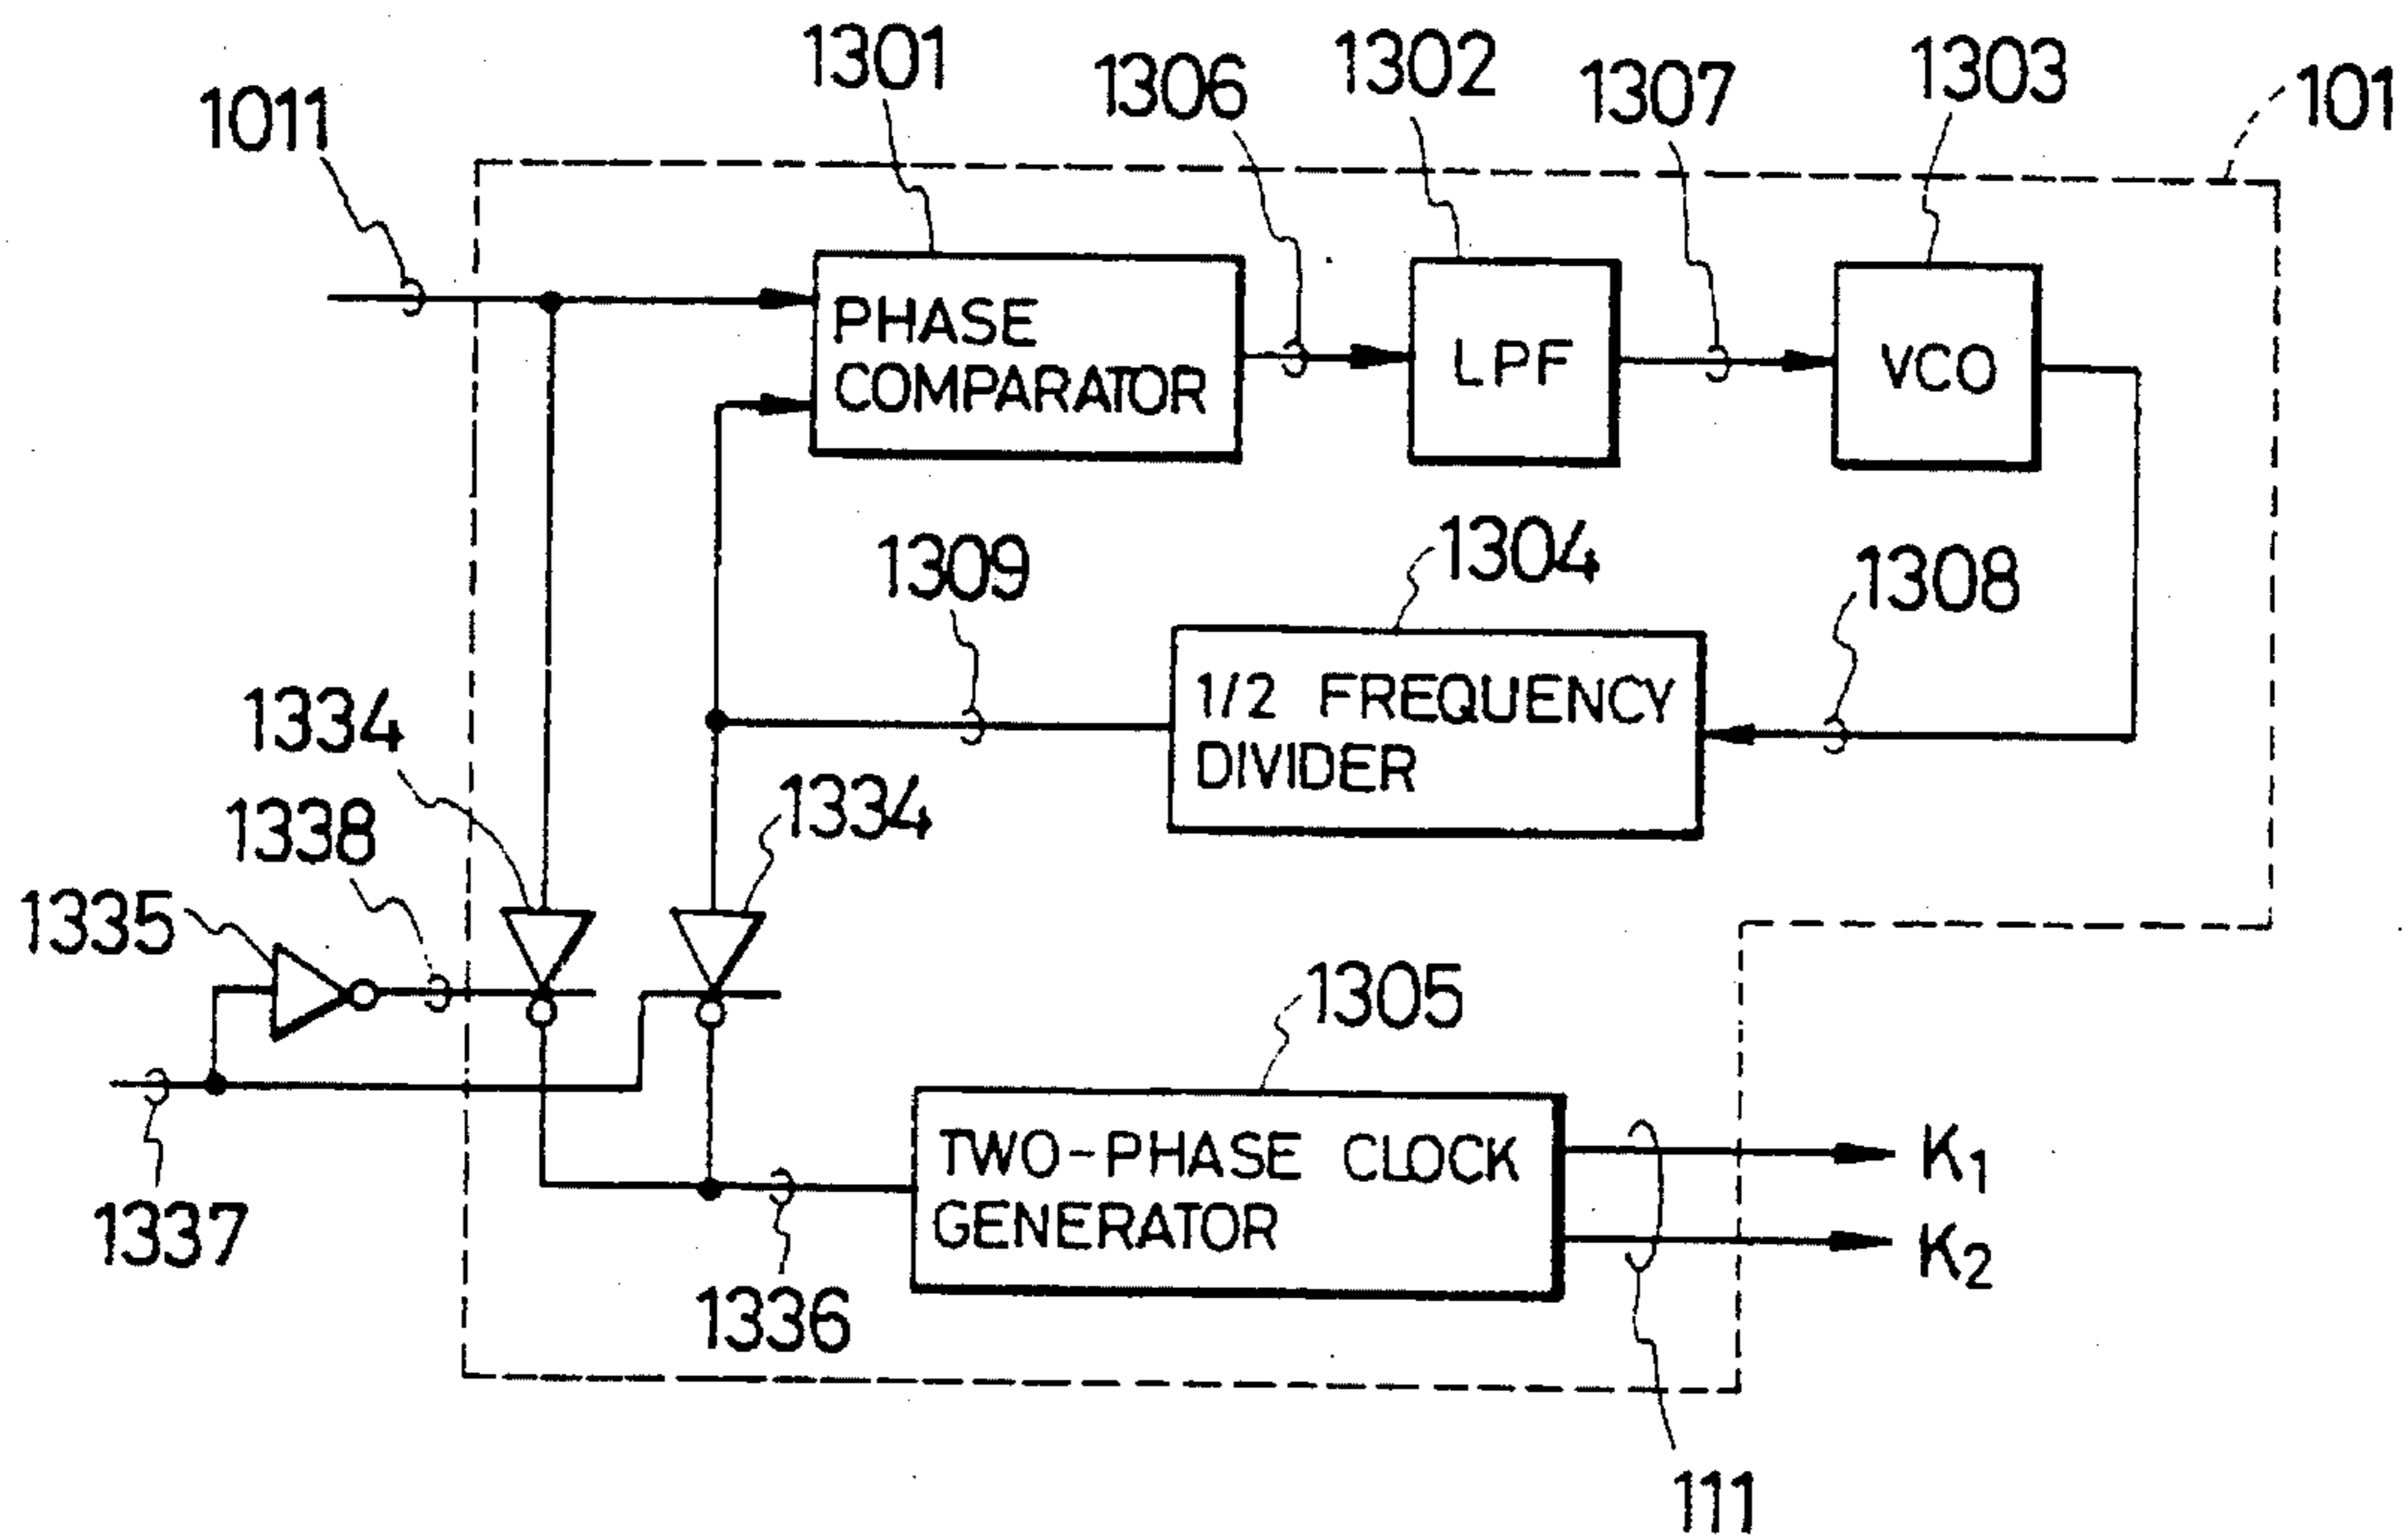 1301
1306
1302
1307
1303
101
1011
PHASE
COMPARATOR
LPF
VCO
1309
1304
1308
1/2 FREQUENCY
DIVIDER
1334
1338
1334
1335
1305
TWO-PHASE CLOCK
GENERATOR
K1
K2
1337
1336
111